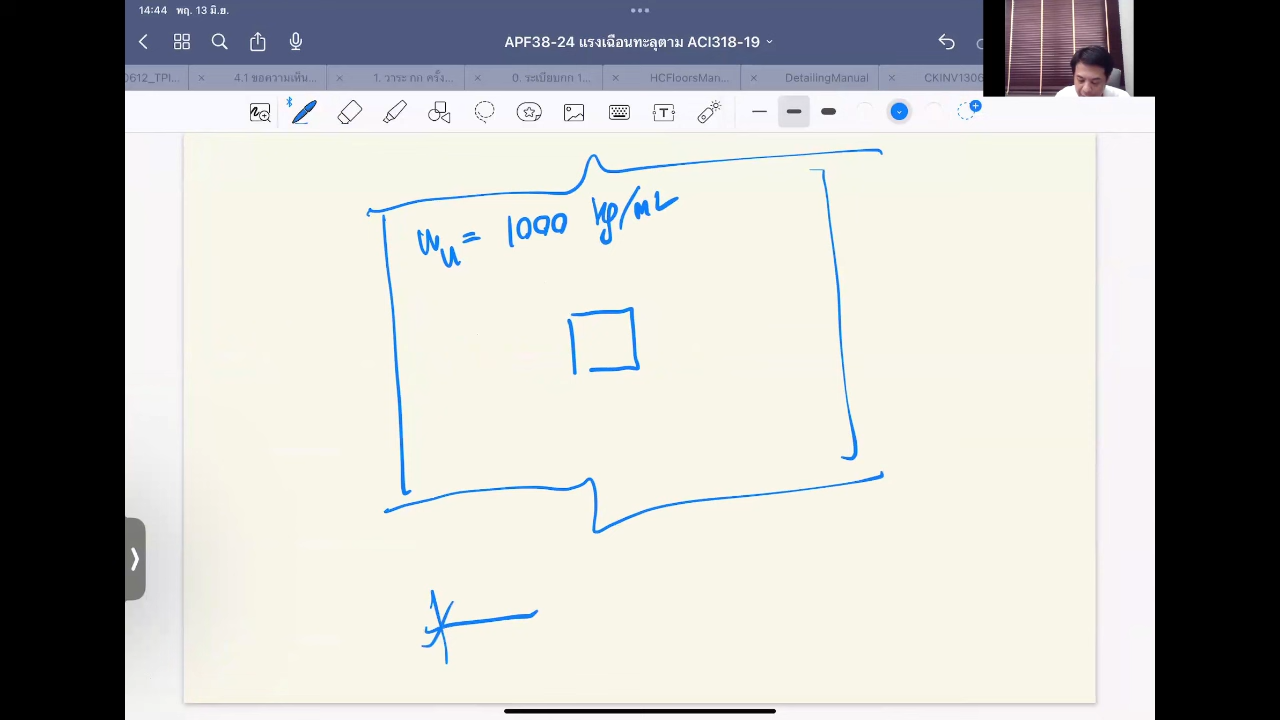 14:44 พฤ. 13 มิ.ย.
APF38-24 แรงเฉือนทะลุตาม ACI318-19
0612_TPI...
4.1 ขอความเห็น...
1. วาระ กก ครั้ง...
0. ระเบียบกก 1...
HCFloorsMan...
DetailingManual
CKINV1306
Wu = 1000 kg/m2